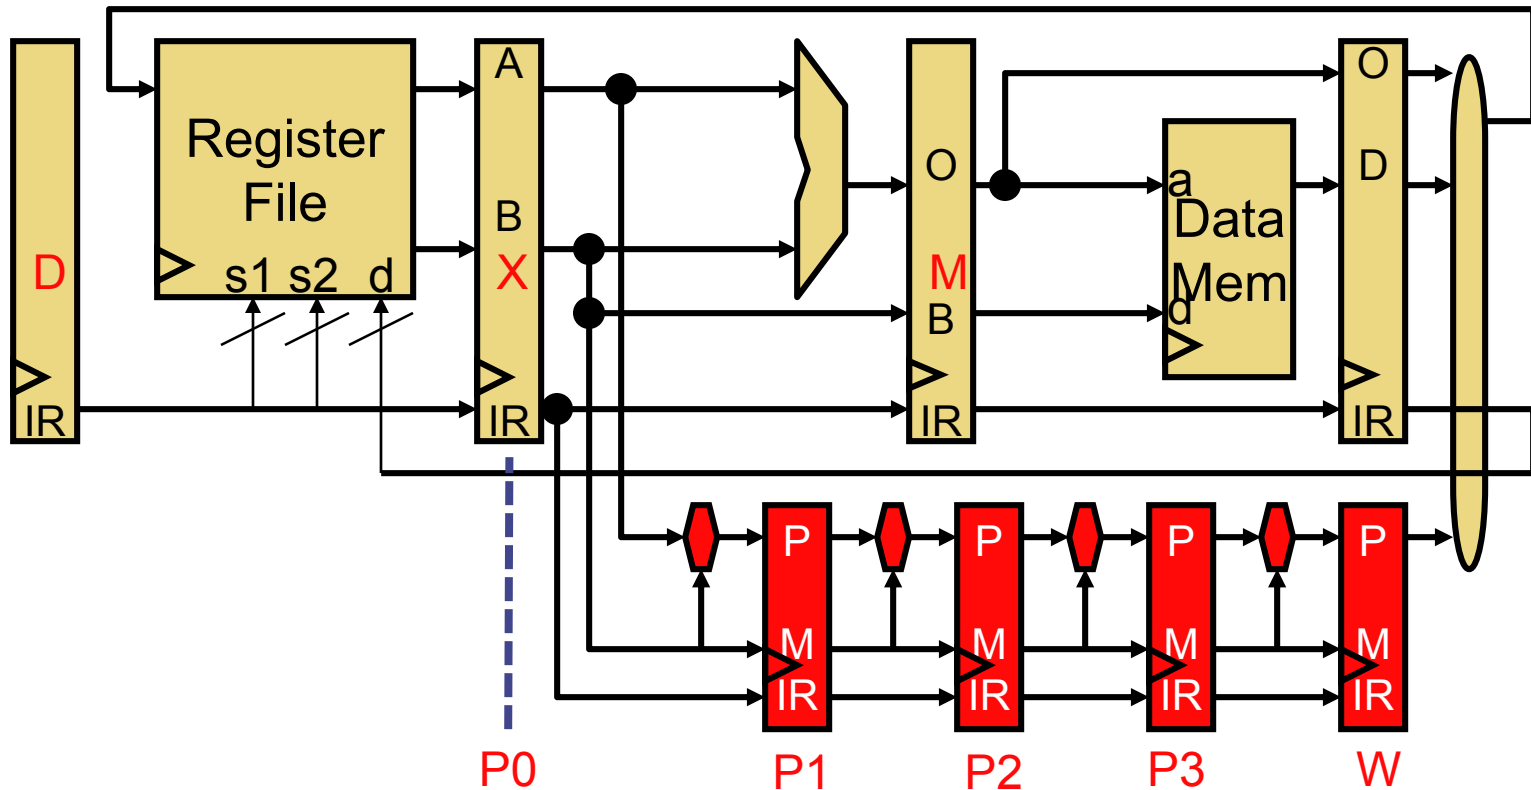 A
O
Register
File
O
D
a
Data
Mem
d
B
D
X
M
s1 s2 d
B
IR
IR
IR
IR
P
P
P
P
M
M
M
M
IR
IR
IR
IR
P0
P1
P2
P3
W